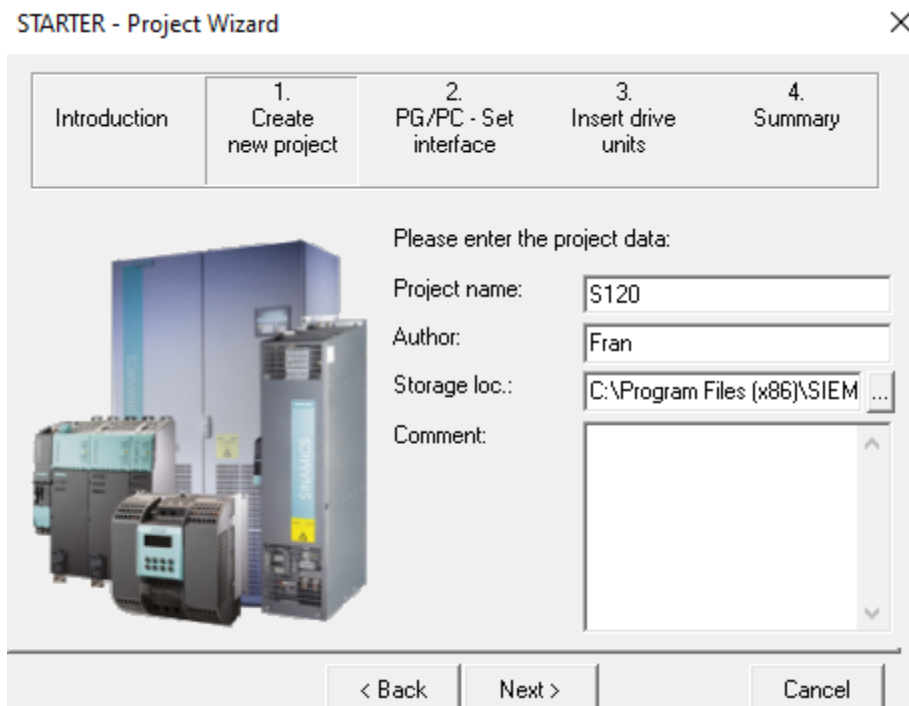 STARTER - Project Wizard
Introduction
1.
Create
new project
2.
PG/PC - Set
interface
3.
Insert drive
units
4.
Summary
Please enter the project data:
Project name:
S120
Author:
Fran
Storage loc.:
C:\Program Files (x86)\SIEM
...
Comment:
SINAMICS
SINAMICS
< Back
Next >
Cancel